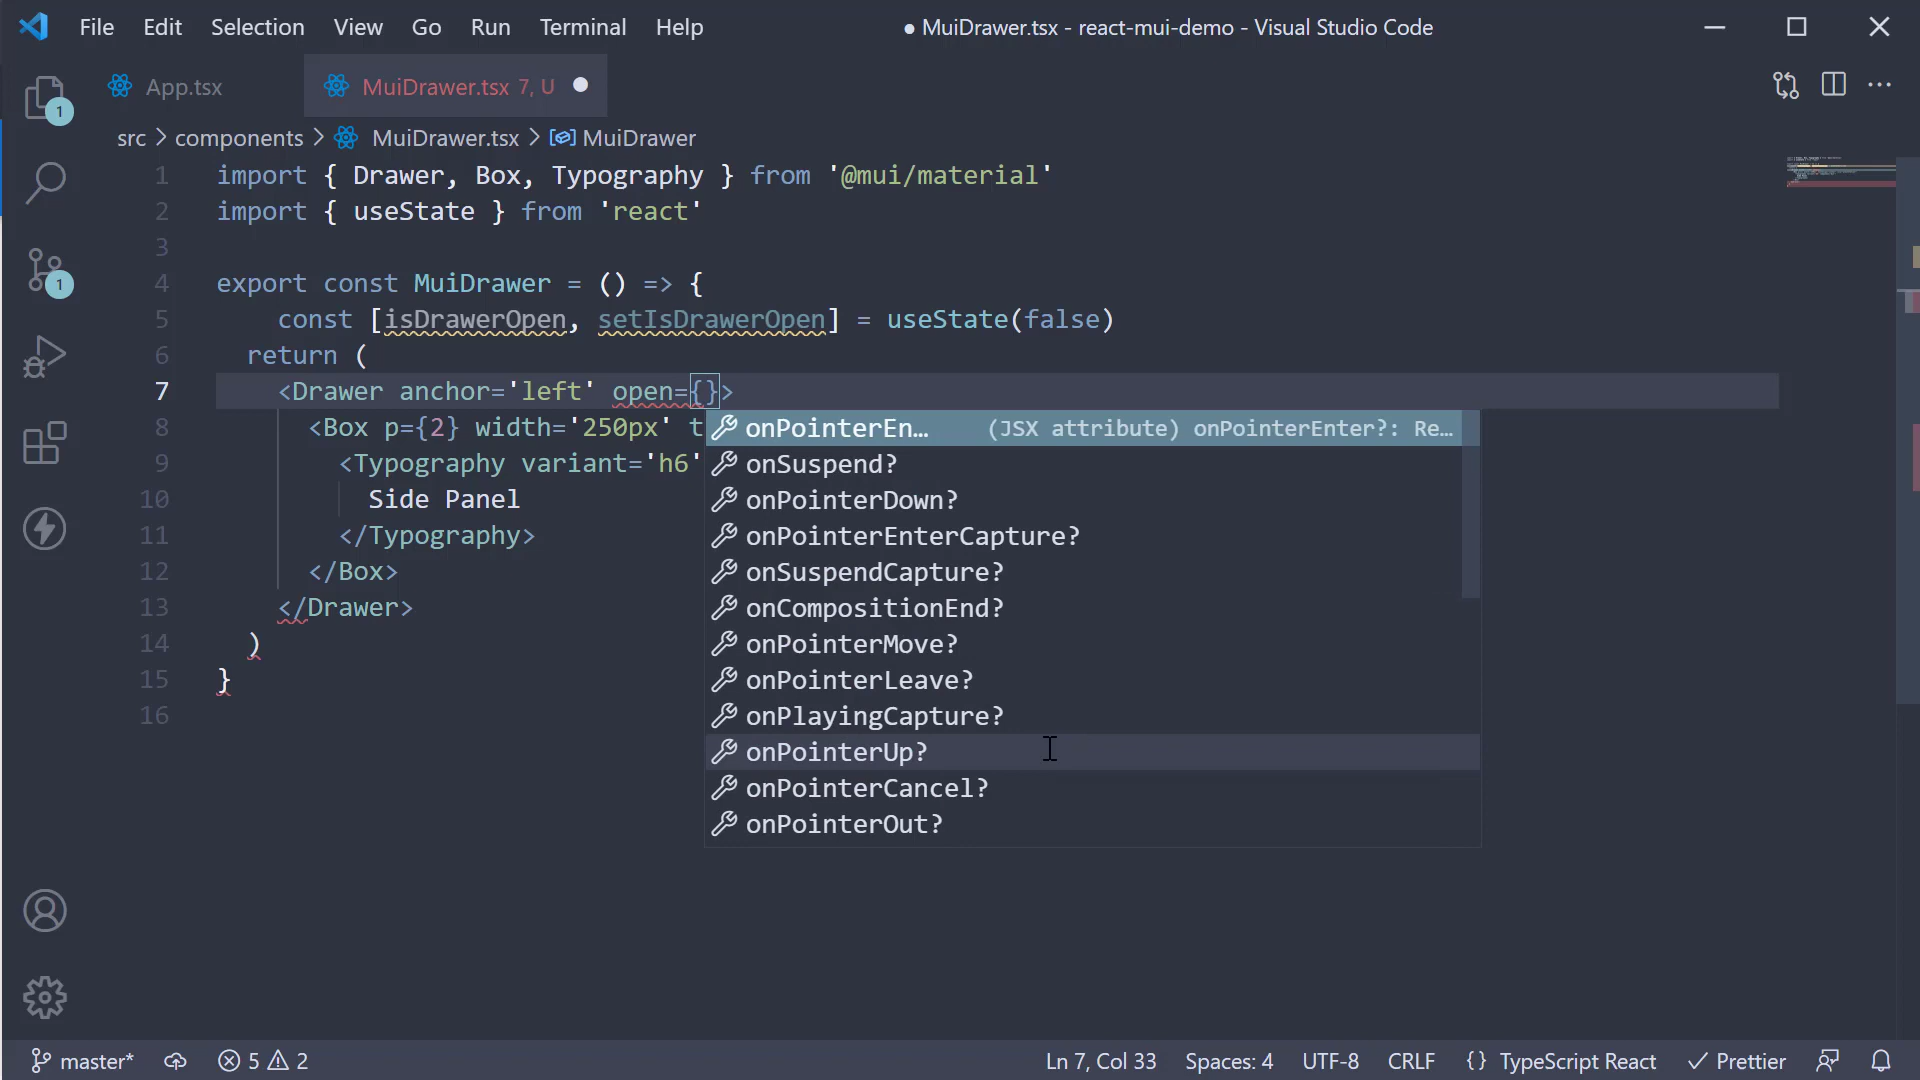 File Edit Selection View Go Run Terminal Help ● MuiDrawer.tsx - react-mui-demo - Visual Studio Code
App.tsx MuiDrawer.tsx 7, U
src > components > MuiDrawer.tsx > MuiDrawer
1 import { Drawer, Box, Typography } from '@mui/material'
2 import { useState } from 'react'
3
4 export const MuiDrawer = () => {
5 const [isDrawerOpen, setIsDrawerOpen] = useState(false)
6 return (
7 <Drawer anchor='left' open={}>
8 <Box p={2} width='250px' t
onPointerEn… (JSX attribute) onPointerEnter?: Re…
9 <Typography variant='h6'
onSuspend?
10 Side Panel
onPointerDown?
11 </Typography>
onPointerEnterCapture?
12 </Box>
onSuspendCapture?
13 </Drawer>
onCompositionEnd?
14 )
onPointerMove?
15 }
onPointerLeave?
16
onPlayingCapture?
onPointerUp?
onPointerCancel?
onPointerOut?
1
1
master* 5 2 Ln 7, Col 33 Spaces: 4 UTF-8 CRLF {} TypeScript React Prettier